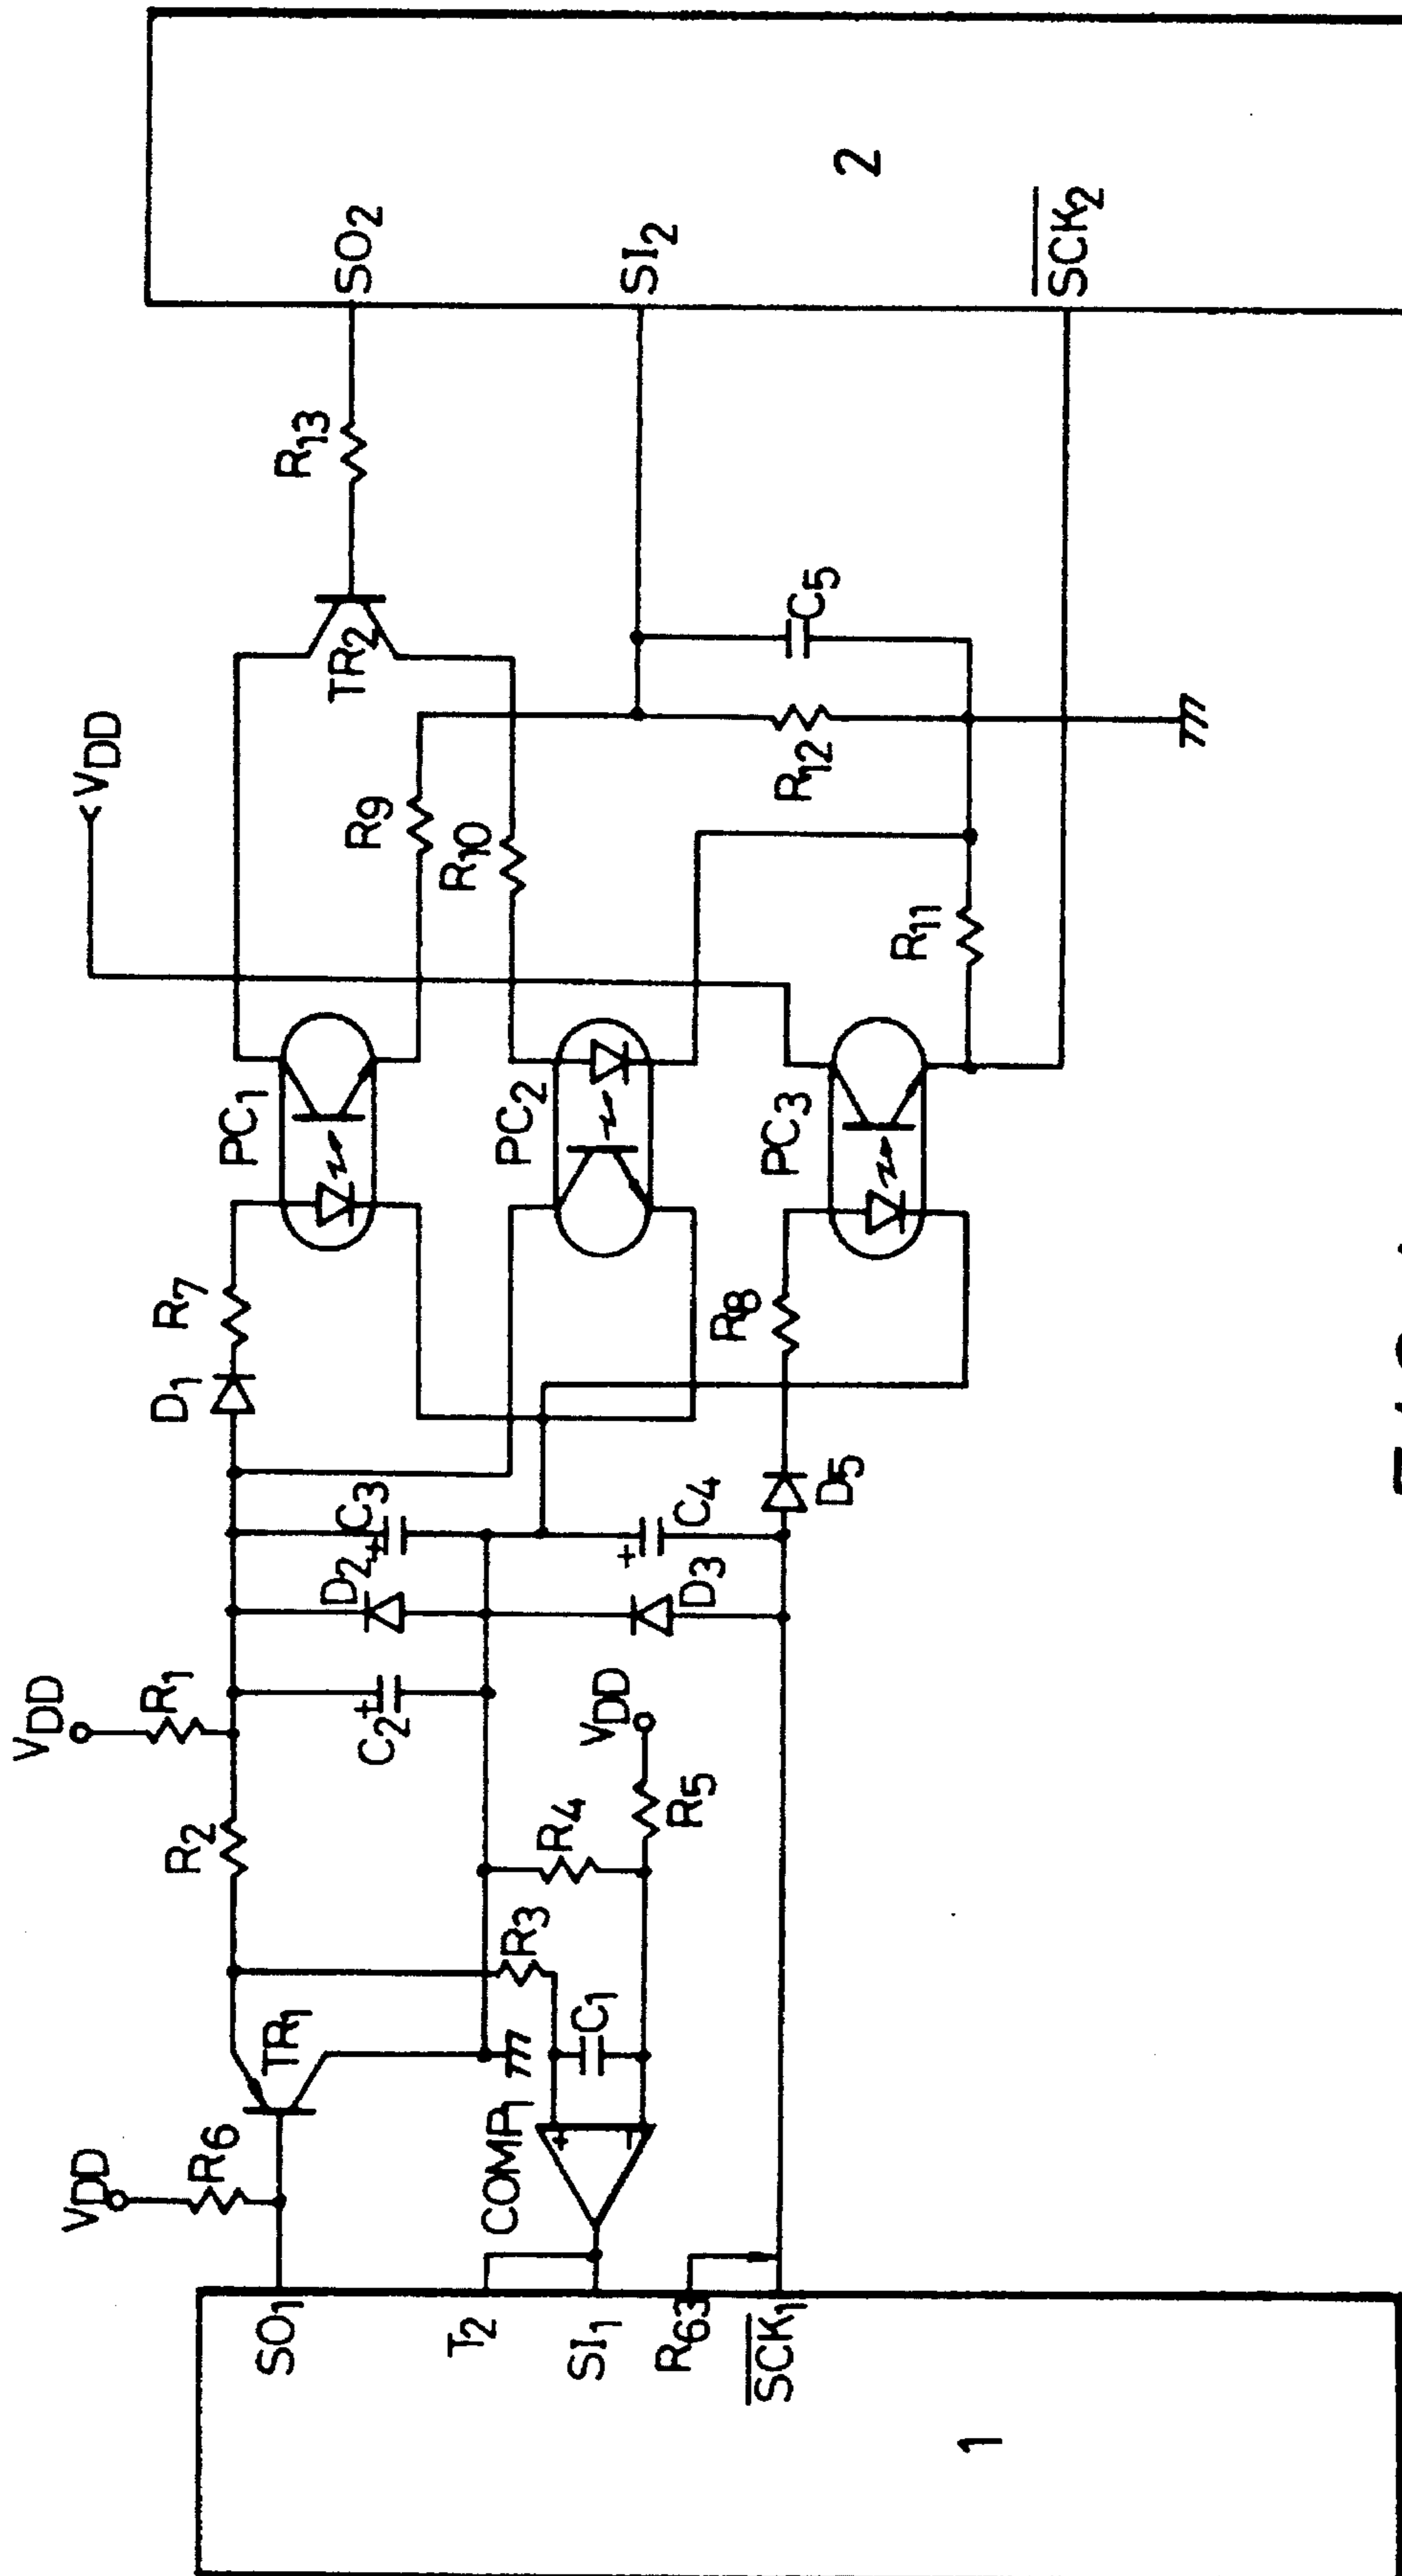 VDD
VDD
VDD
R6
R1
D1
R7
PC1
R13
SO2
SO1
TR1
R2
C2
D2
C3
R9
TR2
R10
T2
COMP1
+
−
R3
R4
VDD
PC2
SI2
SI1
C1
R5
D3
C4
R8
PC3
R12
C5
R63
SCK1
D5
R11
SCK2
1
2